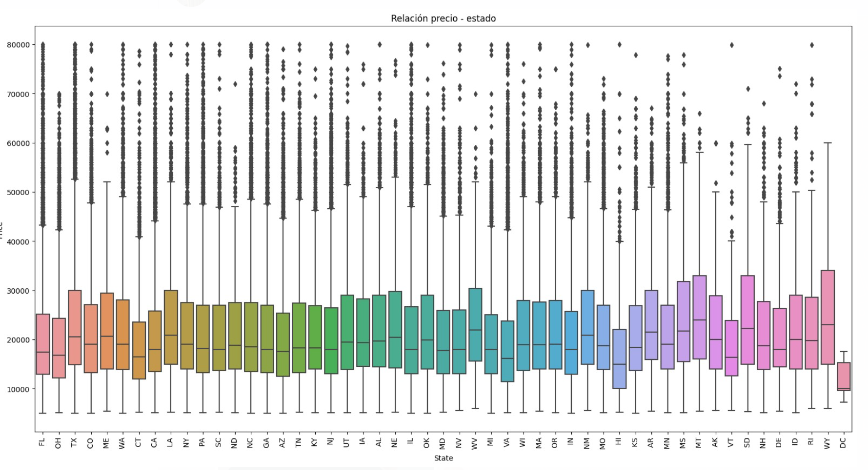 Relación precio - estado
80000
70000
60000
50000
40000
30000
20000
10000
FL OH TX CO ME WA CT CA LA NY PA SC ND NC GA AZ TN KY NJ UT IA AL NE IL OK MD NV WV MI VA WI MA OR IN NM MO HI KS AR MN MS MT AK VT SD NH DE ID RI WY DC
State